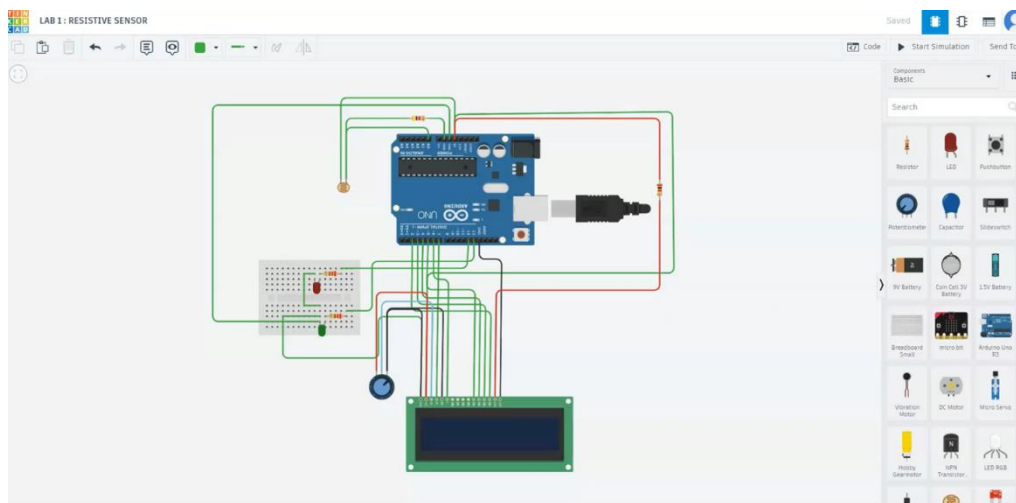 TIN
KER
CAD
LAB 1 : RESISTIVE SENSOR
Saved
Code
Start Simulation
Send To
Components
Basic
Search
Resistor
LED
Pushbutton
Potentiometer
Capacitor
Slideswitch
9V Battery
Coin Cell 3V
Battery
1.5V Battery
Breadboard
Small
micro:bit
Arduino Uno
R3
Vibration
Motor
DC Motor
Micro Servo
Hobby
Gearmotor
NPN
Transistor...
LED RGB
UNO
ARDUINO